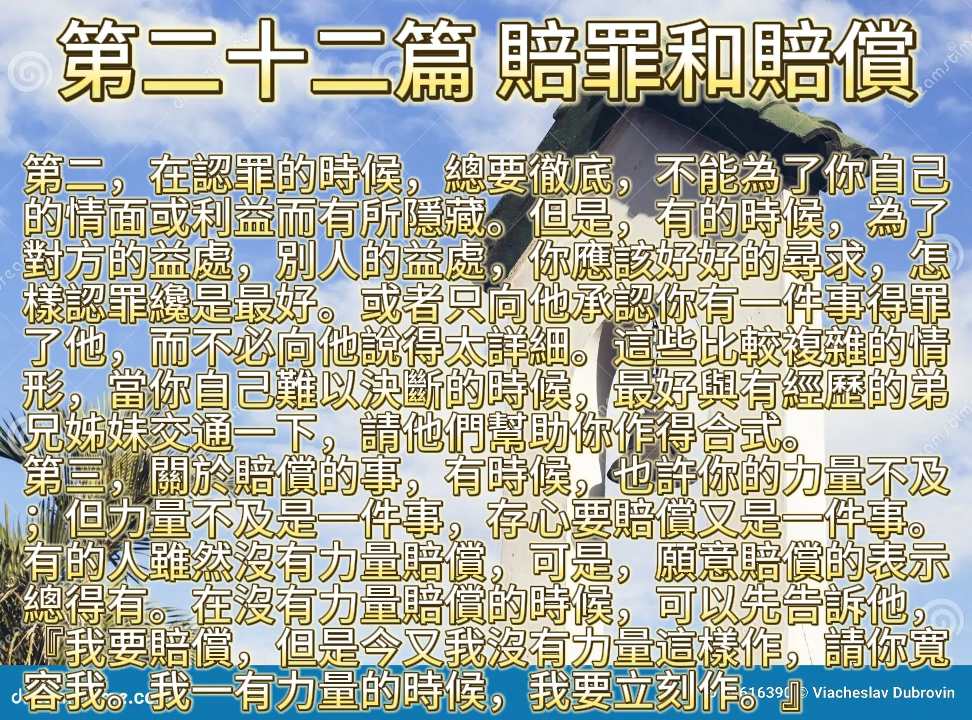 第二十二篇 賠罪和賠償
第二，在認罪的時候，總要徹底，不能為了你自己
的情面或利益而有所隱藏。但是，有的時候，為了
對方的益處，別人的益處，你應該好好的尋求，怎
樣認罪纔是最好。或者只向他承認你有一件事得罪
了他，而不必向他說得太詳細。這些比較複雜的情
形，當你自己難以決斷的時候，最好與有經歷的弟
兄姊妹交通一下，請他們幫助你作得合式。
第三，關於賠償的事，有時候，也許你的力量不及
；但力量不及是一件事，存心要賠償又是一件事。
有的人雖然沒有力量賠償，可是，願意賠償的表示
總得有。在沒有力量賠償的時候，可以先告訴他，
『我要賠償，但是今又我沒有力量這樣作，請你寬
容我。我一有力量的時候，我要立刻作。』
Viacheslav Dubrovin